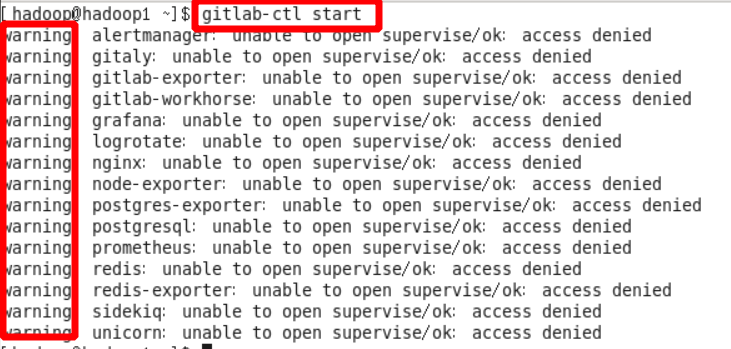 [hadoop@hadoop1 ~]$ gitlab-ctl start
warning: alertmanager: unable to open supervise/ok: access denied
warning: gitaly: unable to open supervise/ok: access denied
warning: gitlab-exporter: unable to open supervise/ok: access denied
warning: gitlab-workhorse: unable to open supervise/ok: access denied
warning: grafana: unable to open supervise/ok: access denied
warning: logrotate: unable to open supervise/ok: access denied
warning: nginx: unable to open supervise/ok: access denied
warning: node-exporter: unable to open supervise/ok: access denied
warning: postgres-exporter: unable to open supervise/ok: access denied
warning: postgresql: unable to open supervise/ok: access denied
warning: prometheus: unable to open supervise/ok: access denied
warning: redis: unable to open supervise/ok: access denied
warning: redis-exporter: unable to open supervise/ok: access denied
warning: sidekiq: unable to open supervise/ok: access denied
warning: unicorn: unable to open supervise/ok: access denied